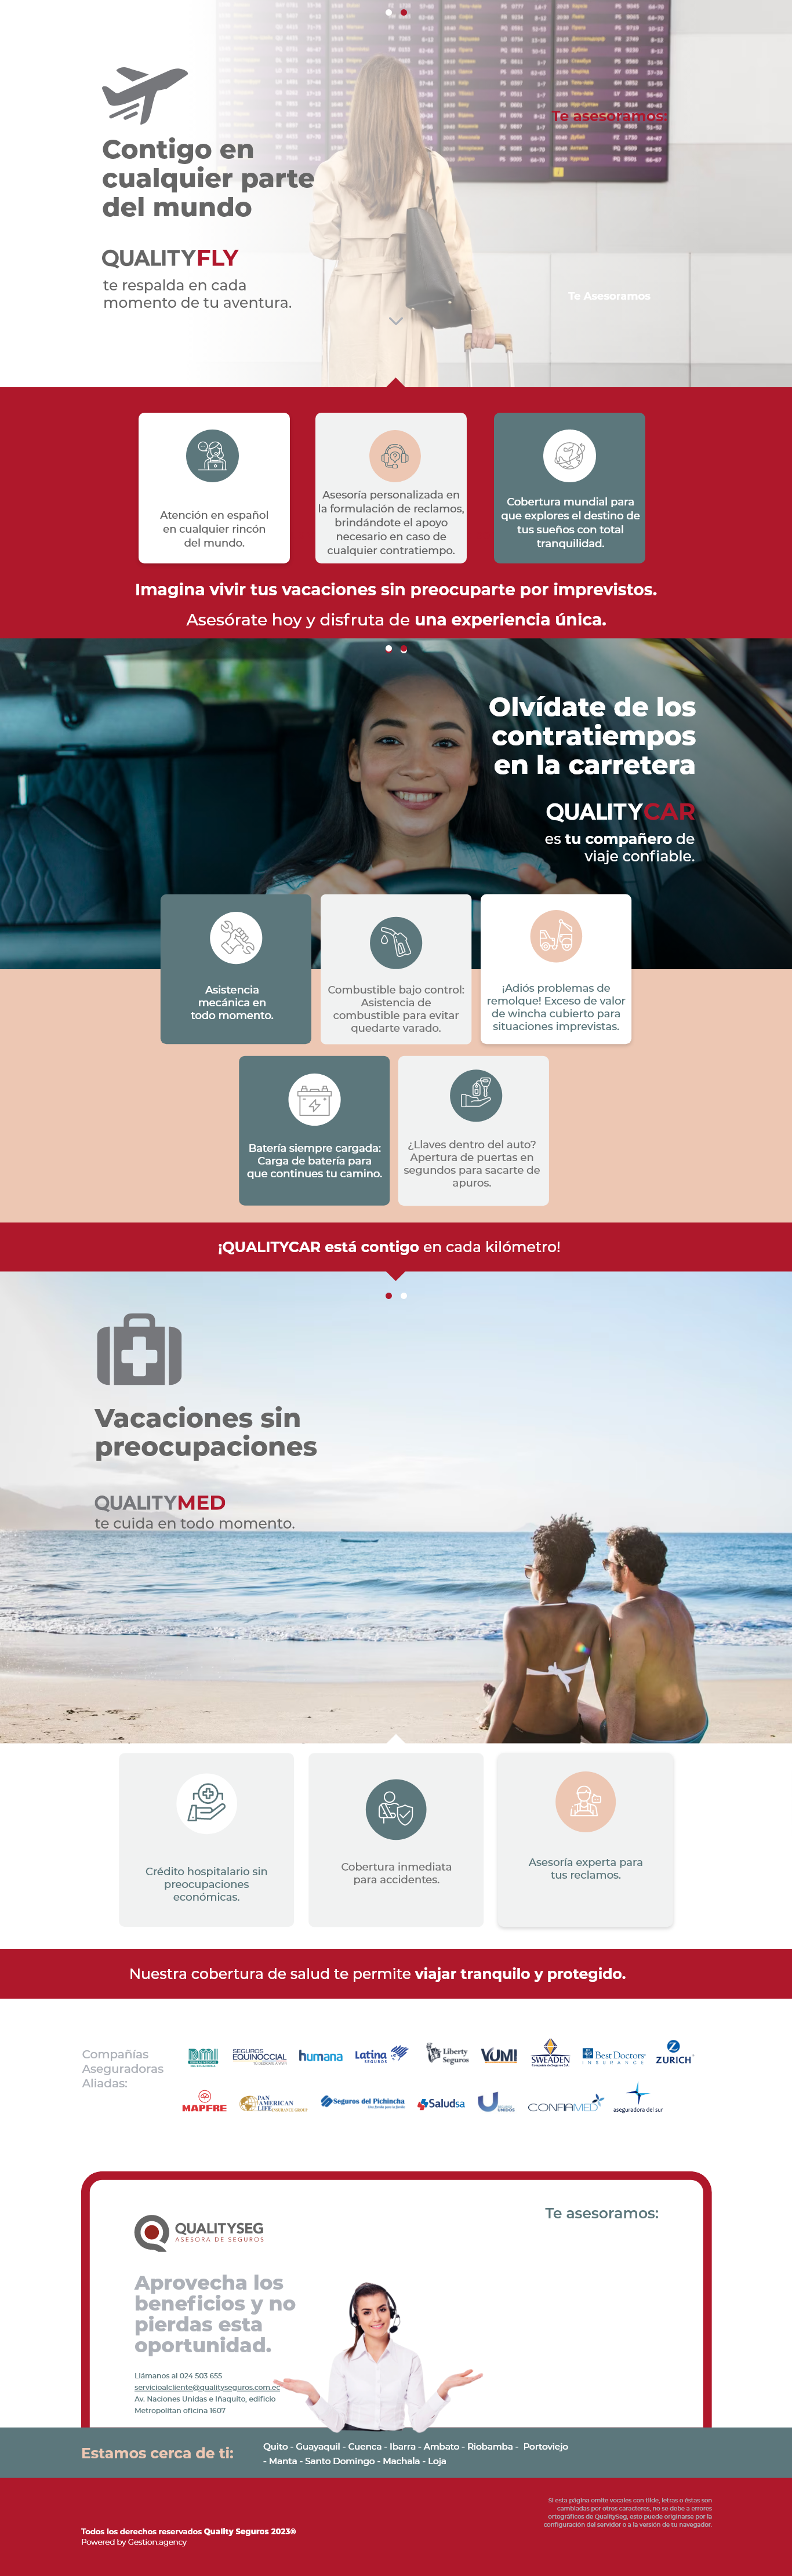 Te asesoramos:
Contigo en
cualquier parte
del mundo
QUALITYFLY
te respalda en cada
momento de tu aventura.
Te Asesoramos
Atención en español
en cualquier rincón
del mundo.
Asesoría personalizada en
la formulación de reclamos,
brindándote el apoyo
necesario en caso de
cualquier contratiempo.
Cobertura mundial para
que explores el destino de
tus sueños con total
tranquilidad.
Imagina vivir tus vacaciones sin preocuparte por imprevistos.
Asesórate hoy y disfruta de una experiencia única.
Olvídate de los
contratiempos
en la carretera
QUALITYCAR
es tu compañero de
viaje confiable.
Asistencia
mecánica en
todo momento.
Combustible bajo control:
Asistencia de
combustible para evitar
quedarte varado.
¡Adiós problemas de
remolque! Exceso de valor
de wincha cubierto para
situaciones imprevistas.
Batería siempre cargada:
Carga de batería para
que continues tu camino.
¿Llaves dentro del auto?
Apertura de puertas en
segundos para sacarte de
apuros.
¡QUALITYCAR está contigo en cada kilómetro!
Vacaciones sin
preocupaciones
QUALITYMED
te cuida en todo momento.
Crédito hospitalario sin
preocupaciones
económicas.
Cobertura inmediata
para accidentes.
Asesoría experta para
tus reclamos.
Nuestra cobertura de salud te permite viajar tranquilo y protegido.
Compañías
Aseguradoras
Aliadas:
BMI
SEGUROS
EQUINOCCIAL
humana
Latina
SEGUROS
Liberty
Seguros
VUMI
SWEADEN
Best Doctors
INSURANCE
ZURICH
MAPFRE
PAN
AMERICAN
LIFE INSURANCE GROUP
Seguros del Pichincha
Saludsa
UNIDOS
CONFIAMED
aseguradora del sur
QUALITYSEG
ASESORA DE SEGUROS
Te asesoramos:
Aprovecha los
beneficios y no
pierdas esta
oportunidad.
Llámanos al 024 503 655
servicioalcliente@qualityseguros.com.ec
Av. Naciones Unidas e Iñaquito, edificio
Metropolitan oficina 1607
Estamos cerca de ti:
Quito - Guayaquil - Cuenca - Ibarra - Ambato - Riobamba - Portoviejo
- Manta - Santo Domingo - Machala - Loja
Si esta página omite vocales con tilde, letras o éstas son
cambiadas por otros caracteres, no se debe a errores
ortográficos de QualitySeg, esto puede originarse por la
configuración del servidor o a la versión de tu navegador.
Todos los derechos reservados Quality Seguros 2023®
Powered by Gestion.agency